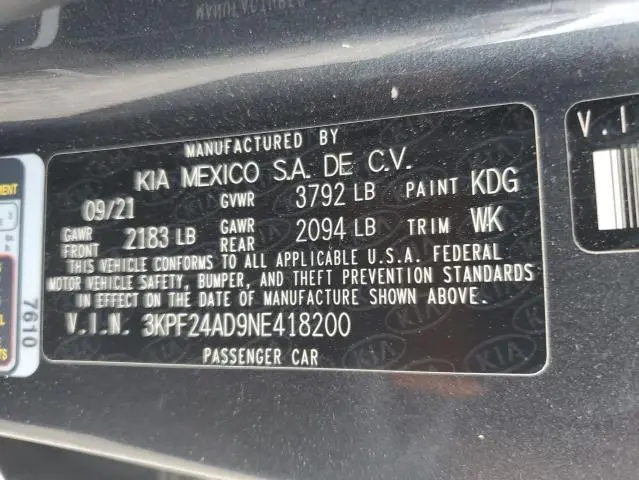 MANUFACTURED BY
KIA MEXICO S.A. DE C.V.
09/21 GVWR 3792 LB PAINT KDG
GAWR FRONT 2183 LB GAWR REAR 2094 LB TRIM WK
THIS VEHICLE CONFORMS TO ALL APPLICABLE U.S.A. FEDERAL
MOTOR VEHICLE SAFETY, BUMPER, AND THEFT PREVENTION STANDARDS
IN EFFECT ON THE DATE OF MANUFACTURE SHOWN ABOVE.
V.I.N. 3KPF24AD9NE418200
PASSENGER CAR
7610
V.I